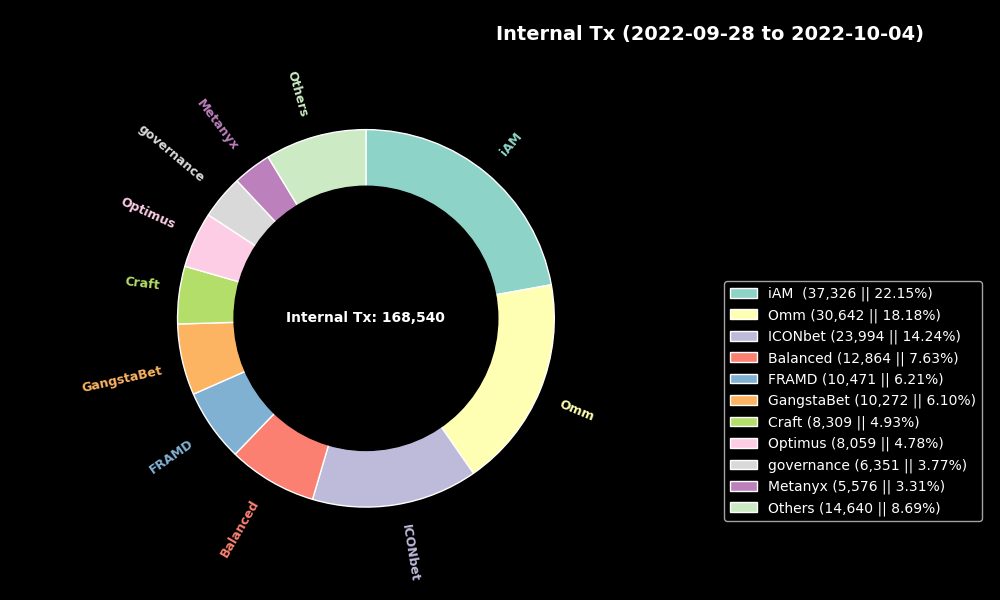 Internal Tx (2022-09-28 to 2022-10-04)
Others
Metanyx
iAM
governance
Optimus
Craft
Internal Tx: 168,540
GangstaBet
Omm
FRAMD
Balanced
ICONbet
iAM  (37,326 || 22.15%)
Omm (30,642 || 18.18%)
ICONbet (23,994 || 14.24%)
Balanced (12,864 || 7.63%)
FRAMD (10,471 || 6.21%)
GangstaBet (10,272 || 6.10%)
Craft (8,309 || 4.93%)
Optimus (8,059 || 4.78%)
governance (6,351 || 3.77%)
Metanyx (5,576 || 3.31%)
Others (14,640 || 8.69%)